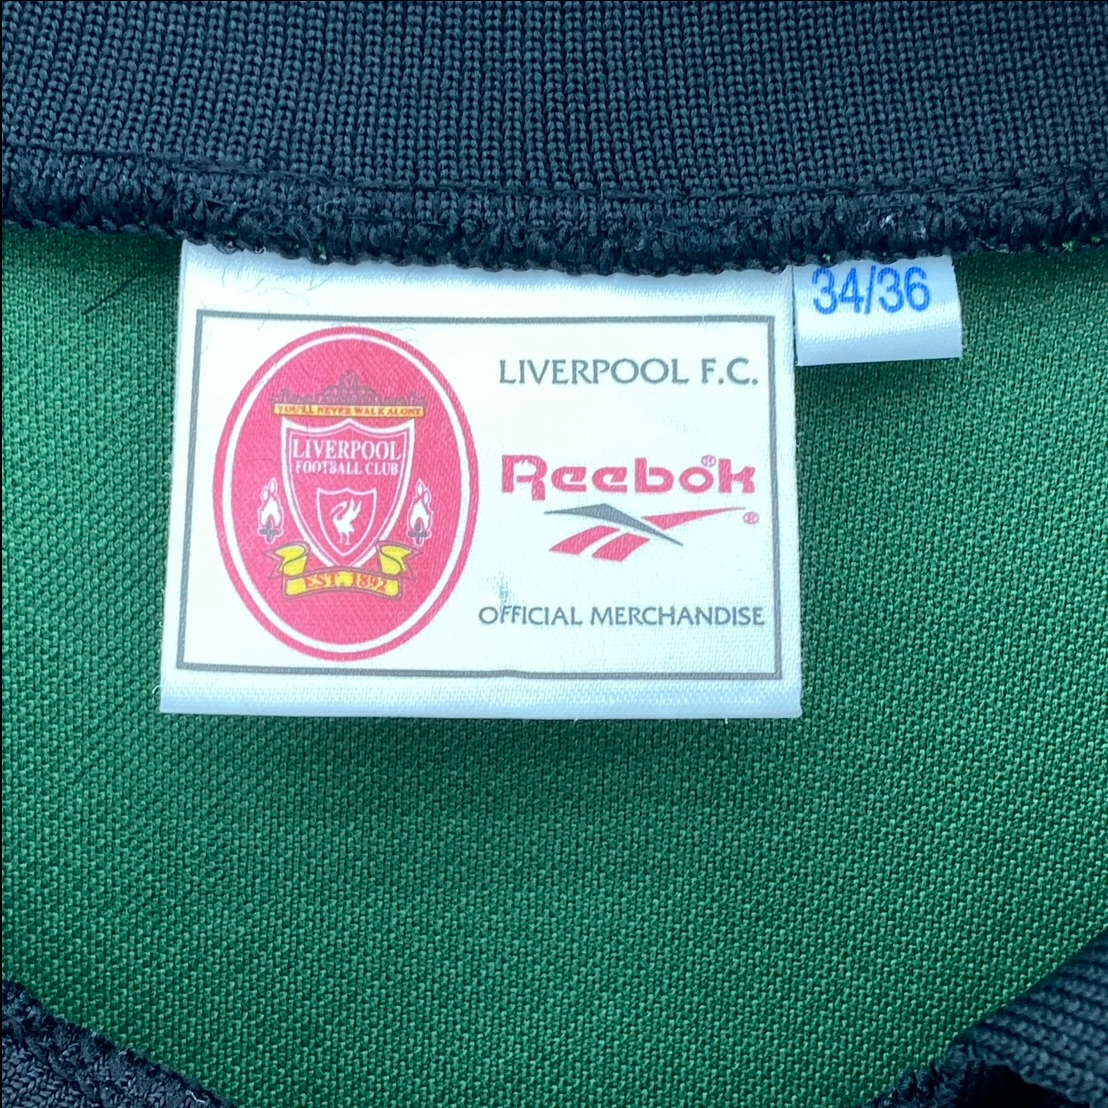 34/36
LIVERPOOL F.C.
YOU'LL NEVER WALK ALONE
LIVERPOOL
FOOTBALL CLUB
EST. 1892
Reebok®
®
OFFICIAL MERCHANDISE